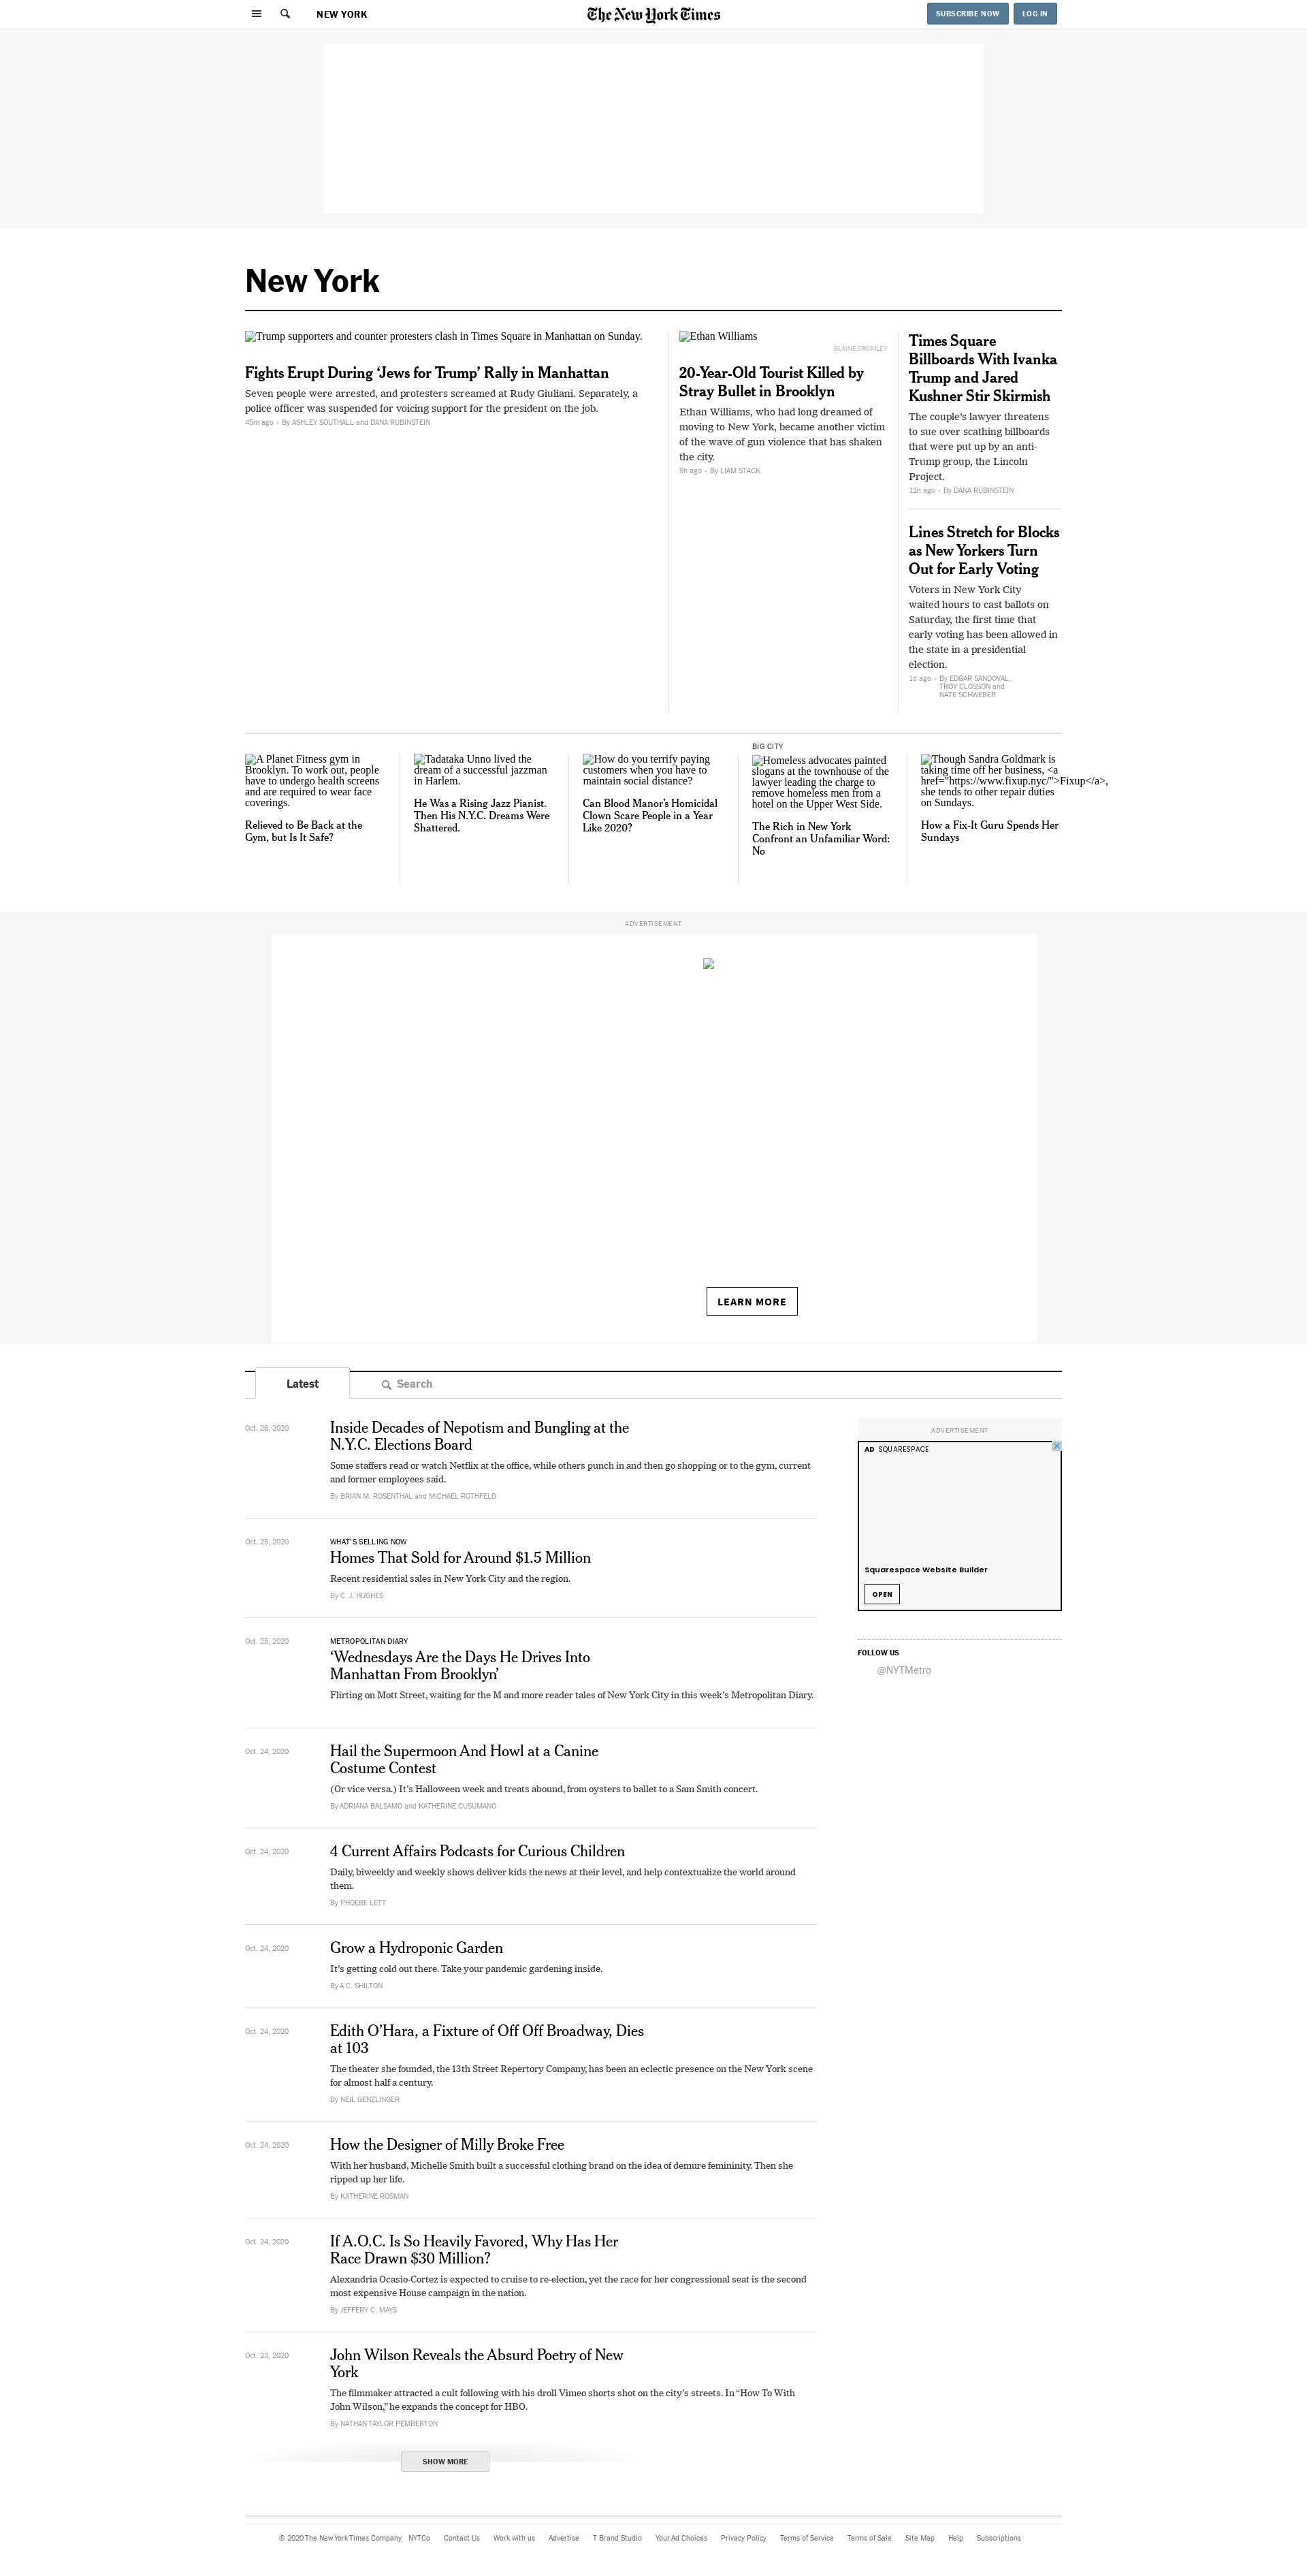 NEW YORK
The New York Times
SUBSCRIBE NOW
LOG IN
New York
Trump supporters and counter protesters clash in Times Square in Manhattan on Sunday.
Fights Erupt During ‘Jews for Trump’ Rally in Manhattan
Seven people were arrested, and protesters screamed at Rudy Giuliani. Separately, a
police officer was suspended for voicing support for the president on the job.
45m ago • By ASHLEY SOUTHALL and DANA RUBINSTEIN
Ethan Williams
BLAINE CROMLEY
20-Year-Old Tourist Killed by
Stray Bullet in Brooklyn
Ethan Williams, who had long dreamed of
moving to New York, became another victim
of the wave of gun violence that has shaken
the city.
9h ago • By LIAM STACK
Times Square
Billboards With Ivanka
Trump and Jared
Kushner Stir Skirmish
The couple’s lawyer threatens
to sue over scathing billboards
that were put up by an anti-
Trump group, the Lincoln
Project.
12h ago • By DANA RUBINSTEIN
Lines Stretch for Blocks
as New Yorkers Turn
Out for Early Voting
Voters in New York City
waited hours to cast ballots on
Saturday, the first time that
early voting has been allowed in
the state in a presidential
election.
1d ago • By EDGAR SANDOVAL,
TROY CLOSSON and
NATE SCHWEBER
A Planet Fitness gym in
Brooklyn. To work out, people
have to undergo health screens
and are required to wear face
coverings.
Relieved to Be Back at the
Gym, but Is It Safe?
Tadataka Unno lived the
dream of a successful jazzman
in Harlem.
He Was a Rising Jazz Pianist.
Then His N.Y.C. Dreams Were
Shattered.
How do you terrify paying
customers when you have to
maintain social distance?
Can Blood Manor’s Homicidal
Clown Scare People in a Year
Like 2020?
BIG CITY
Homeless advocates painted
slogans at the townhouse of the
lawyer leading the charge to
remove homeless men from a
hotel on the Upper West Side.
The Rich in New York
Confront an Unfamiliar Word:
No
Though Sandra Goldmark is
taking time off her business, <a
href="https://www.fixup.nyc/">Fixup</a>,
she tends to other repair duties
on Sundays.
How a Fix-It Guru Spends Her
Sundays
ADVERTISEMENT
LEARN MORE
Latest
Search
Oct. 26, 2020
Inside Decades of Nepotism and Bungling at the
N.Y.C. Elections Board
Some staffers read or watch Netflix at the office, while others punch in and then go shopping or to the gym, current
and former employees said.
By BRIAN M. ROSENTHAL and MICHAEL ROTHFELD
Oct. 25, 2020
WHAT’S SELLING NOW
Homes That Sold for Around $1.5 Million
Recent residential sales in New York City and the region.
By C. J. HUGHES
Oct. 25, 2020
METROPOLITAN DIARY
‘Wednesdays Are the Days He Drives Into
Manhattan From Brooklyn’
Flirting on Mott Street, waiting for the M and more reader tales of New York City in this week’s Metropolitan Diary.
Oct. 24, 2020
Hail the Supermoon And Howl at a Canine
Costume Contest
(Or vice versa.) It’s Halloween week and treats abound, from oysters to ballet to a Sam Smith concert.
By ADRIANA BALSAMO and KATHERINE CUSUMANO
Oct. 24, 2020
4 Current Affairs Podcasts for Curious Children
Daily, biweekly and weekly shows deliver kids the news at their level, and help contextualize the world around
them.
By PHOEBE LETT
Oct. 24, 2020
Grow a Hydroponic Garden
It’s getting cold out there. Take your pandemic gardening inside.
By A.C. SHILTON
Oct. 24, 2020
Edith O’Hara, a Fixture of Off Off Broadway, Dies
at 103
The theater she founded, the 13th Street Repertory Company, has been an eclectic presence on the New York scene
for almost half a century.
By NEIL GENZLINGER
Oct. 24, 2020
How the Designer of Milly Broke Free
With her husband, Michelle Smith built a successful clothing brand on the idea of demure femininity. Then she
ripped up her life.
By KATHERINE ROSMAN
Oct. 24, 2020
If A.O.C. Is So Heavily Favored, Why Has Her
Race Drawn $30 Million?
Alexandria Ocasio-Cortez is expected to cruise to re-election, yet the race for her congressional seat is the second
most expensive House campaign in the nation.
By JEFFERY C. MAYS
Oct. 23, 2020
John Wilson Reveals the Absurd Poetry of New
York
The filmmaker attracted a cult following with his droll Vimeo shorts shot on the city’s streets. In “How To With
John Wilson,” he expands the concept for HBO.
By NATHAN TAYLOR PEMBERTON
SHOW MORE
ADVERTISEMENT
AD SQUARESPACE
Squarespace Website Builder
OPEN
FOLLOW US
@NYTMetro
© 2020 The New York Times Company NYTCo Contact Us Work with us Advertise T Brand Studio Your Ad Choices Privacy Policy Terms of Service Terms of Sale Site Map Help Subscriptions